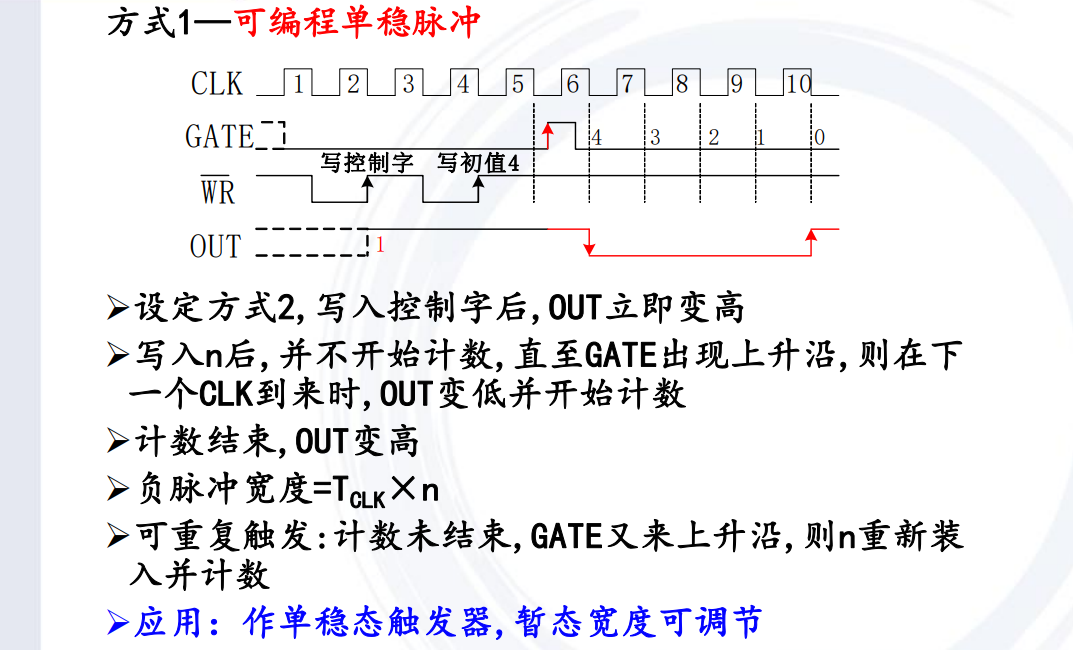 方式1—可编程单稳脉冲
CLK 1 2 3 4 5 6 7 8 9 10
GATE 4 3 2 1 0
写控制字 写初值4
WR
OUT 1
➢设定方式2,写入控制字后,OUT立即变高
➢写入n后,并不开始计数,直至GATE出现上升沿,则在下
一个CLK到来时,OUT变低并开始计数
➢计数结束,OUT变高
➢负脉冲宽度=TCLK×n
➢可重复触发:计数未结束,GATE又来上升沿,则n重新装
入并计数
➢应用：作单稳态触发器,暂态宽度可调节